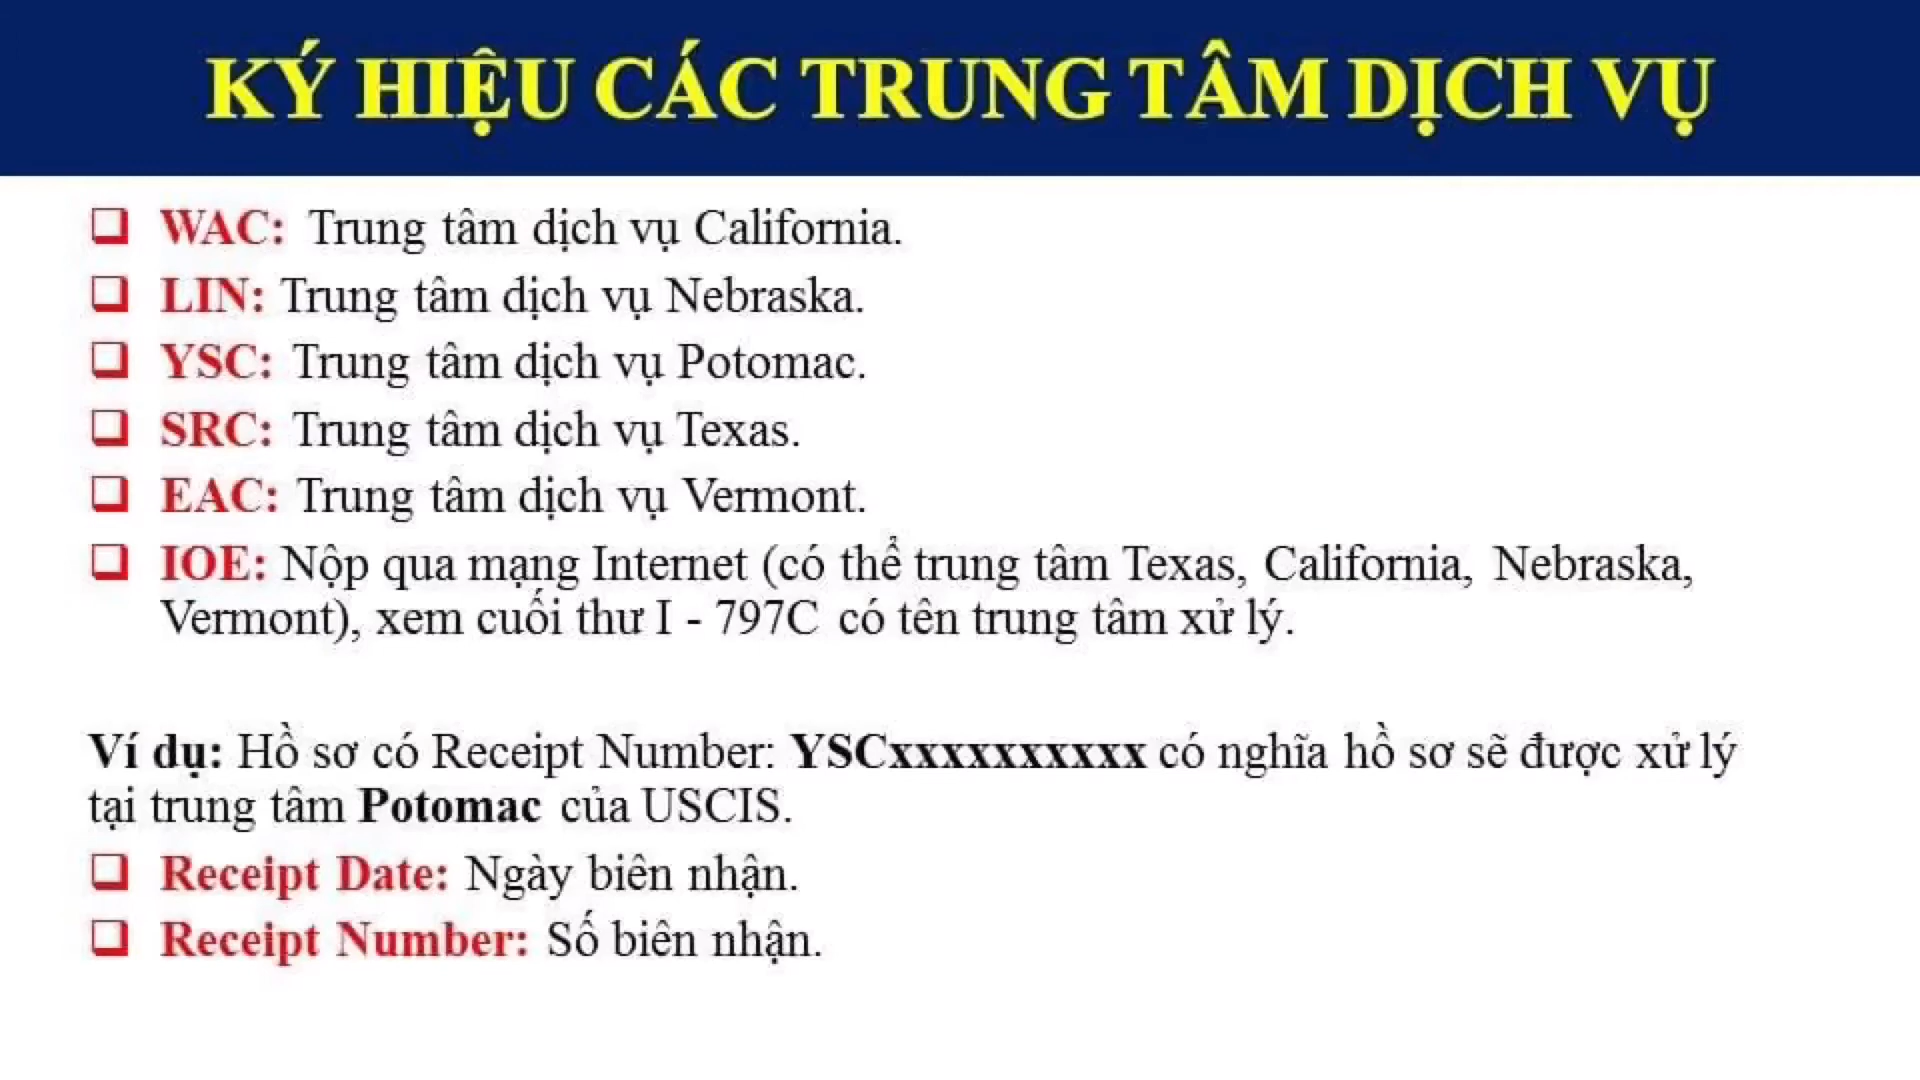 KÝ HIỆU CÁC TRUNG TÂM DỊCH VỤ
❑ WAC: Trung tâm dịch vụ California.
❑ LIN: Trung tâm dịch vụ Nebraska.
❑ YSC: Trung tâm dịch vụ Potomac.
❑ SRC: Trung tâm dịch vụ Texas.
❑ EAC: Trung tâm dịch vụ Vermont.
❑ IOE: Nộp qua mạng Internet (có thể trung tâm Texas, California, Nebraska,
Vermont), xem cuối thư I - 797C có tên trung tâm xử lý.
Ví dụ: Hồ sơ có Receipt Number: YSCxxxxxxxxxx có nghĩa hồ sơ sẽ được xử lý
tại trung tâm Potomac của USCIS.
❑ Receipt Date: Ngày biên nhận.
❑ Receipt Number: Số biên nhận.